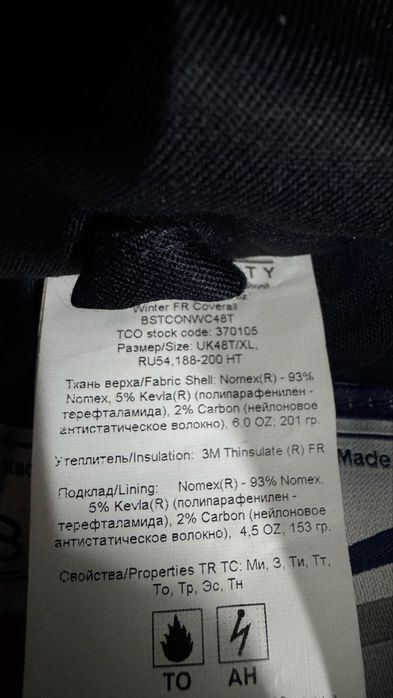 TY
Winter FR Coverall
BSTCONWC48T
TCO stock code: 370105
Размер/Size: UK48T/XL,
RU54,188-200 HT
Ткань верха/Fabric Shell: Nomex(R) - 93%
Nomex, 5% Kevla(R) (полипарафенилен -
терефталамида), 2% Carbon (нейлоновое
антистатическое волокно), 6.0 OZ; 201 гр.
Утеплитель/Insulation: 3M Thinsulate (R) FR
Made
Подклад/Lining: Nomex(R) - 93% Nomex,
5% Kevla(R) (полипарафенилен -
терефталамида), 2% Carbon (нейлоновое
антистатическое волокно), 4,5 OZ, 153 гр.
Свойства/Properties TR TC: Ми, З, Ти, Тт,
То, Тр, Эс, Тн
ТО АН